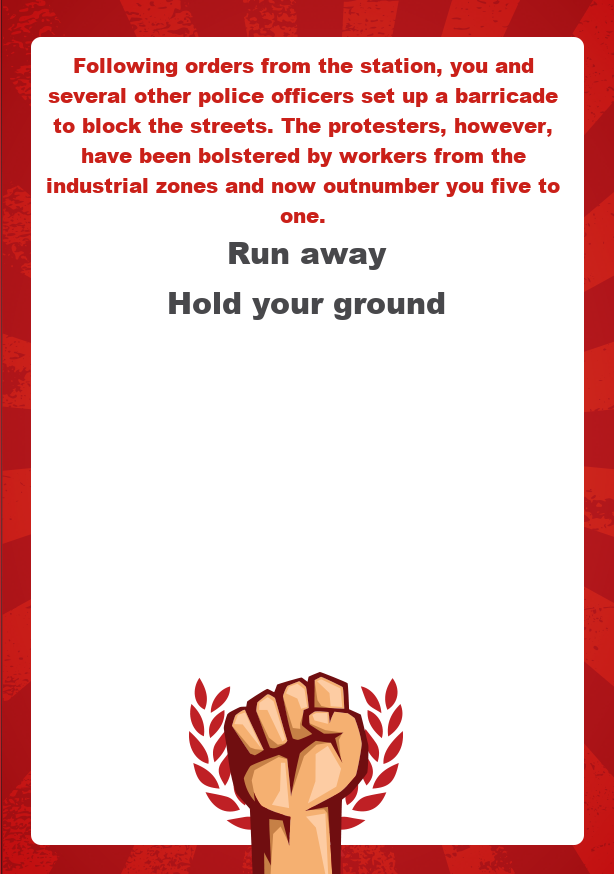 Following orders from the station, you and
several other police officers set up a barricade
to block the streets. The protesters, however,
have been bolstered by workers from the
industrial zones and now outnumber you five to
one.
Run away
Hold your ground